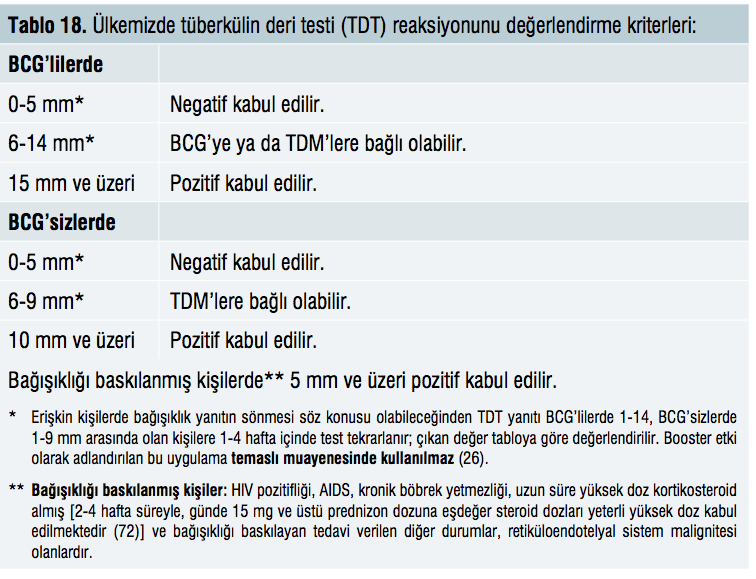 Tablo 18. Ülkemizde tüberkülin deri testi (TDT) reaksiyonunu değerlendirme kriterleri:
BCG'lilerde
0-5 mm* Negatif kabul edilir.
6-14 mm* BCG'ye ya da TDM'lere bağlı olabilir.
15 mm ve üzeri Pozitif kabul edilir.
BCG'sizlerde
0-5 mm* Negatif kabul edilir.
6-9 mm* TDM'lere bağlı olabilir.
10 mm ve üzeri Pozitif kabul edilir.
Bağışıklığı baskılanmış kişilerde** 5 mm ve üzeri pozitif kabul edilir.
* Erişkin kişilerde bağışıklık yanıtın sönmesi söz konusu olabileceğinden TDT yanıtı BCG'lilerde 1-14, BCG'sizlerde
1-9 mm arasında olan kişilere 1-4 hafta içinde test tekrarlanır; çıkan değer tabloya göre değerlendirilir. Booster etki
olarak adlandırılan bu uygulama temaslı muayenesinde kullanılmaz (26).
** Bağışıklığı baskılanmış kişiler: HIV pozitifliği, AIDS, kronik böbrek yetmezliği, uzun süre yüksek doz kortikosteroid
almış [2-4 hafta süreyle, günde 15 mg ve üstü prednizon dozuna eşdeğer steroid dozları yeterli yüksek doz kabul
edilmektedir (72)] ve bağışıklığı baskılayan tedavi verilen diğer durumlar, retiküloendotelyal sistem malignitesi
olanlardır.